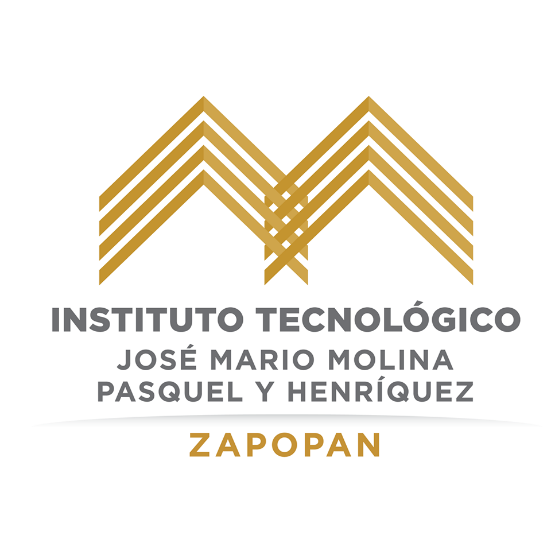 INSTITUTO TECNOLÓGICO
JOSÉ MARIO MOLINA
PASQUEL Y HENRÍQUEZ
ZAPOPAN